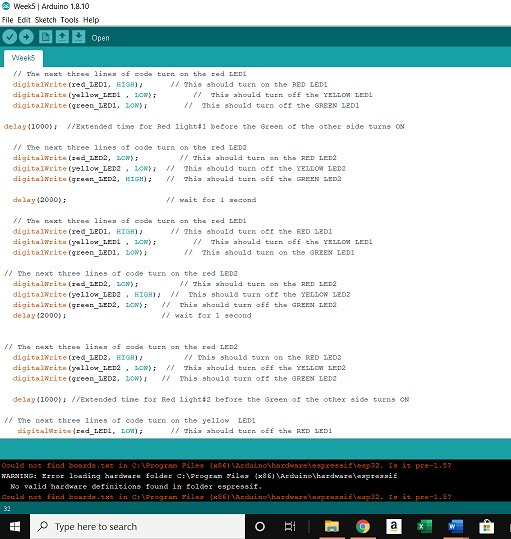 Week5 | Arduino 1.8.10
File Edit Sketch Tools Help
Open
Week5
// The next three lines of code turn on the red LED1
digitalWrite(red_LED1, HIGH); // This should turn on the RED LED1
digitalWrite(yellow_LED1 , LOW); // This should turn off the YELLOW LED1
digitalWrite(green_LED1, LOW); // This should turn off the GREEN LED1
delay(1000); //Extended time for Red light#1 before the Green of the other side turns ON
// The next three lines of code turn on the red LED2
digitalWrite(red_LED2, LOW); // This should turn on the RED LED2
digitalWrite(yellow_LED2 , LOW); // This should turn off the YELLOW LED2
digitalWrite(green_LED2, HIGH); // This should turn off the GREEN LED2
delay(2000); // wait for 1 second
// The next three lines of code turn on the red LED1
digitalWrite(red_LED1, HIGH); // This should turn on the RED LED1
digitalWrite(yellow_LED1 , LOW); // This should turn off the YELLOW LED1
digitalWrite(green_LED1, LOW); // This should turn on the GREEN LED1
// The next three lines of code turn on the red LED2
digitalWrite(red_LED2, LOW); // This should turn on the RED LED2
digitalWrite(yellow_LED2 , HIGH); // This should turn off the YELLOW LED2
digitalWrite(green_LED2, LOW); // This should turn off the GREEN LED2
delay(2000); // wait for 1 second
// The next three lines of code turn on the red LED2
digitalWrite(red_LED2, HIGH); // This should turn on the RED LED2
digitalWrite(yellow_LED2 , LOW); // This should turn off the YELLOW LED2
digitalWrite(green_LED2, LOW); // This should turn off the GREEN LED2
delay(1000); //Extended time for Red light#2 before the Green of the other side turns ON
// The next three lines of code turn on the yellow LED1
digitalWrite(red_LED1, LOW); // This should turn off the RED LED1
Could not find boards.txt in C:\Program Files (x86)\Arduino\hardware\espressif\esp32. Is it pre-1.5?
WARNING: Error loading hardware folder C:\Program Files (x86)\Arduino\hardware\espressif
No valid hardware definitions found in folder espressif.
Could not find boards.txt in C:\Program Files (x86)\Arduino\hardware\espressif\esp32. Is it pre-1.5?
32
Type here to search